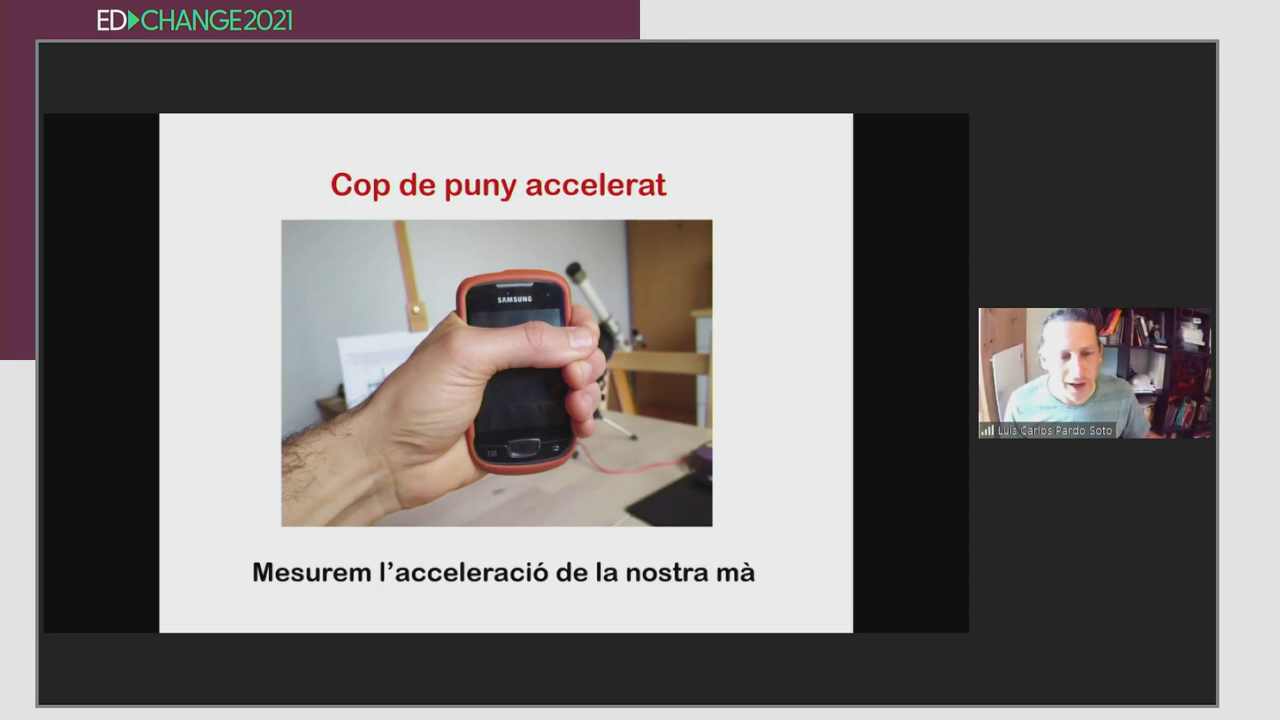 ED CHANGE2021
Cop de puny accelerat
SAMSUNG
Mesurem l’acceleració de la nostra mà
Luis Carlos Pardo Soto